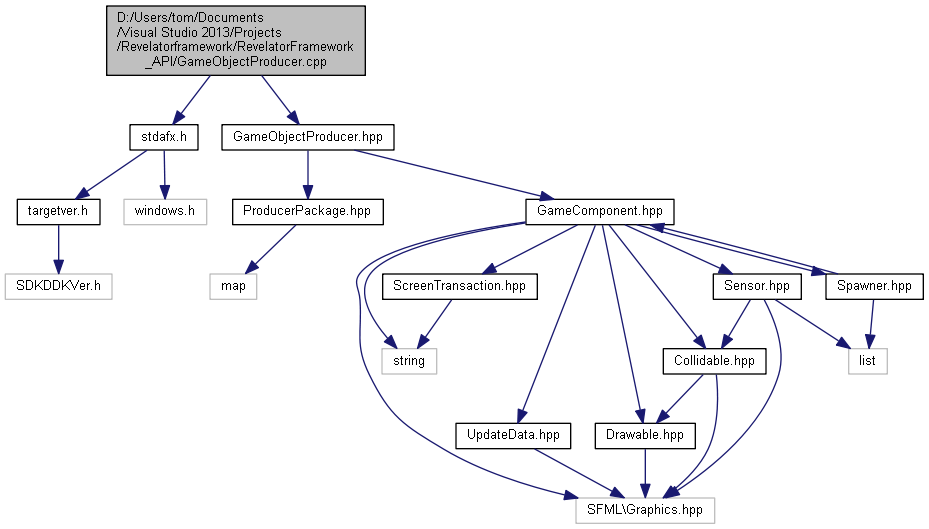 D:/Users/tom/Documents
/Visual Studio 2013/Projects
/Revelatorframework/RevelatorFramework
_API/GameObjectProducer.cpp
stdafx.h
GameObjectProducer.hpp
targetver.h
windows.h
ProducerPackage.hpp
GameComponent.hpp
SDKDDKVer.h
map
ScreenTransaction.hpp
Sensor.hpp
Spawner.hpp
string
Collidable.hpp
list
UpdateData.hpp
Drawable.hpp
SFML\Graphics.hpp